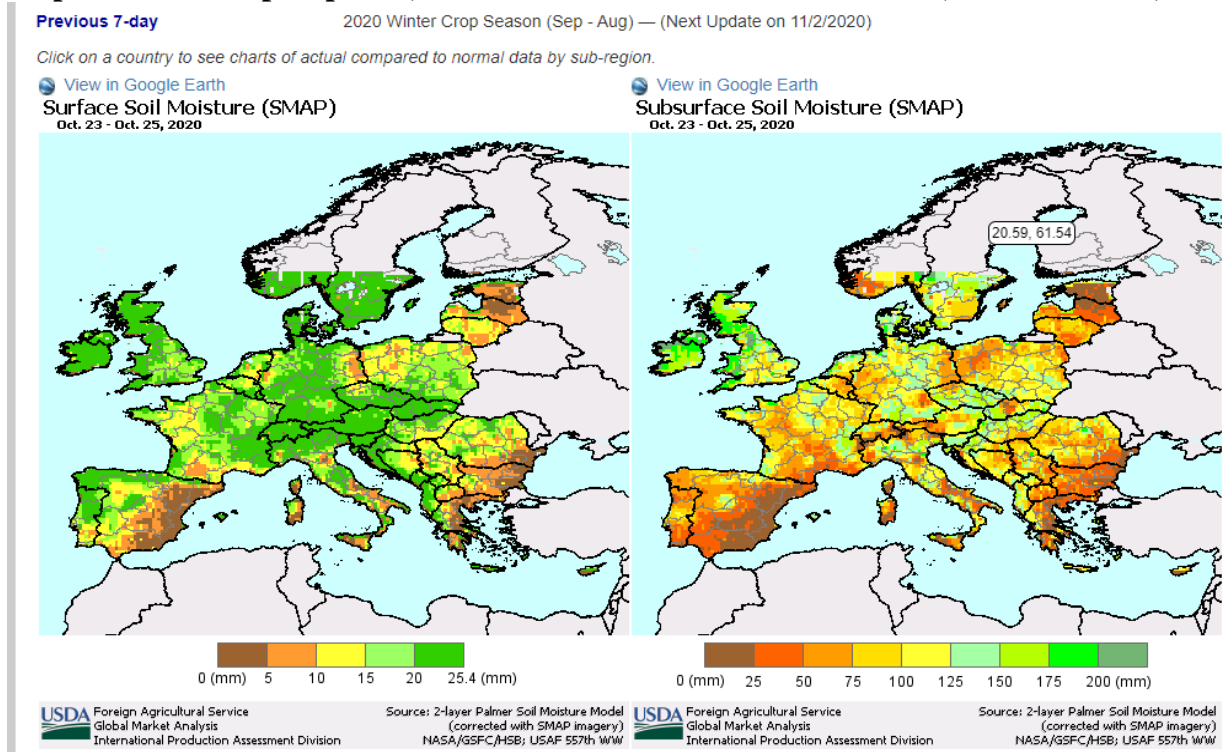 Previous 7-day
2020 Winter Crop Season (Sep - Aug) — (Next Update on 11/2/2020)
Click on a country to see charts of actual compared to normal data by sub-region.
View in Google Earth
Surface Soil Moisture (SMAP)
Oct. 23 - Oct. 25, 2020
View in Google Earth
Subsurface Soil Moisture (SMAP)
Oct. 23 - Oct. 25, 2020
20.59, 61.54
0 (mm) 5 10 15 20 25.4 (mm)
0 (mm) 25 50 75 100 125 150 175 200 (mm)
USDA
Foreign Agricultural Service
Global Market Analysis
International Production Assessment Division
Source: 2-layer Palmer Soil Moisture Model
(corrected with SMAP imagery)
NASA/GSFC/HSB; USAF 557th WW
USDA
Foreign Agricultural Service
Global Market Analysis
International Production Assessment Division
Source: 2-layer Palmer Soil Moisture Model
(corrected with SMAP imagery)
NASA/GSFC/HSB; USAF 557th WW